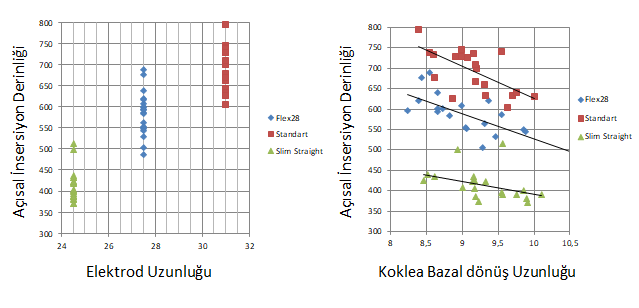 Açısal İnsersiyon Derinliği
800
750
700
650
600
550
500
450
400
350
300
24 26 28 30 32
Elektrod Uzunluğu
Flex28
Standart
Slim Straight
Açısal İnsersiyon Derinliği
800
750
700
650
600
550
500
450
400
350
300
8 8,5 9 9,5 10 10,5
Koklea Bazal dönüş Uzunluğu
Flex28
Standart
Slim Straight